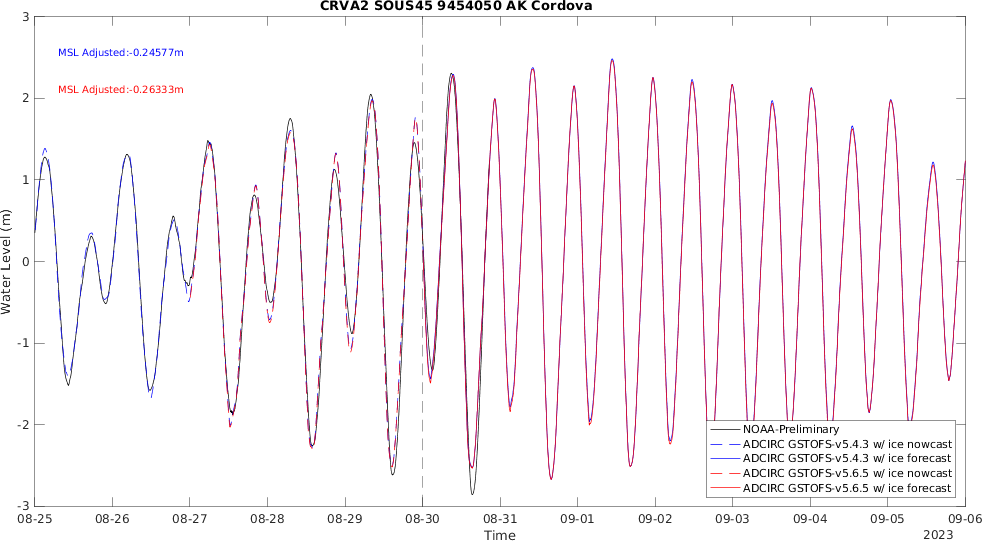 CRVA2 SOUS45 9454050 AK Cordova
MSL Adjusted:-0.24577m
MSL Adjusted:-0.26333m
Water Level (m)
3
2
1
0
-1
-2
-3
NOAA-Preliminary
ADCIRC GSTOFS-v5.4.3 w/ ice nowcast
ADCIRC GSTOFS-v5.4.3 w/ ice forecast
ADCIRC GSTOFS-v5.6.5 w/ ice nowcast
ADCIRC GSTOFS-v5.6.5 w/ ice forecast
08-25 08-26 08-27 08-28 08-29 08-30 08-31 09-01 09-02 09-03 09-04 09-05 09-06
Time
2023